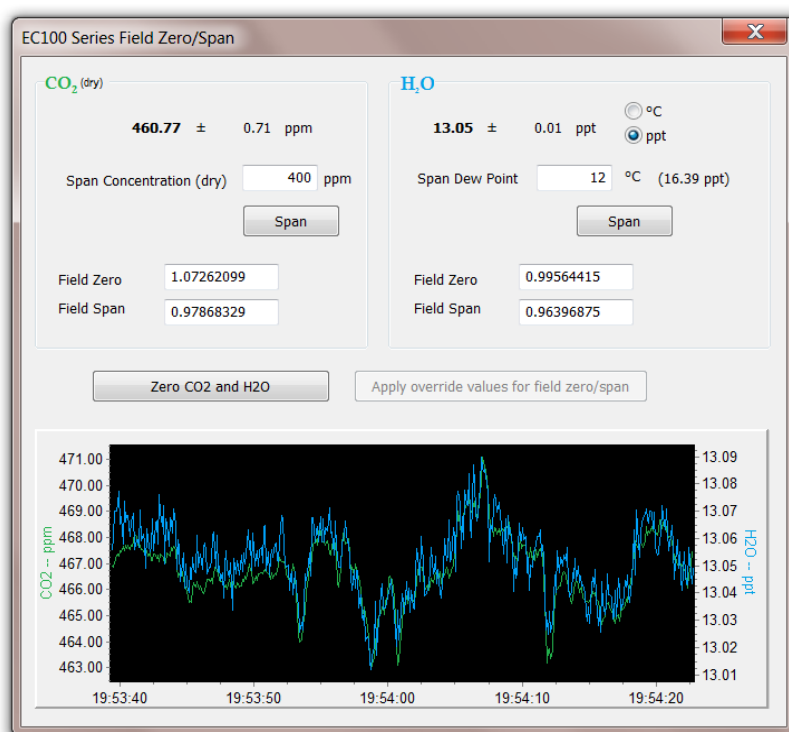 EC100 Series Field Zero/Span
X
CO₂ (dry)
460.77 ± 0.71 ppm
Span Concentration (dry) 400 ppm
Span
Field Zero 1.07262099
Field Span 0.97868329
H₂O
13.05 ± 0.01 ppt
ºC
ppt
Span Dew Point 12 ºC (16.39 ppt)
Span
Field Zero 0.99564415
Field Span 0.96396875
Zero CO2 and H2O
Apply override values for field zero/span
CO2 -- ppm
471.00
470.00
469.00
468.00
467.00
466.00
465.00
464.00
463.00
13.09
13.08
13.07
13.06
13.05
13.04
13.03
13.02
13.01
H2O -- ppt
19:53:40 19:53:50 19:54:00 19:54:10 19:54:20